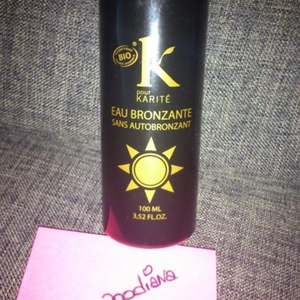 BIO
K
pour
KARITÉ
EAU BRONZANTE
SANS AUTOBRONZANT
100 ML
3,52 FL.OZ.